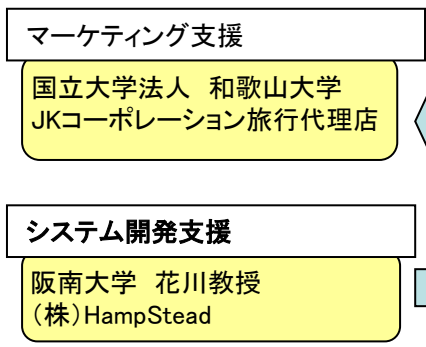 マーケティング支援
国立大学法人　和歌山大学
JKコーポレーション旅行代理店
システム開発支援
阪南大学　花川教授
（株）HampStead